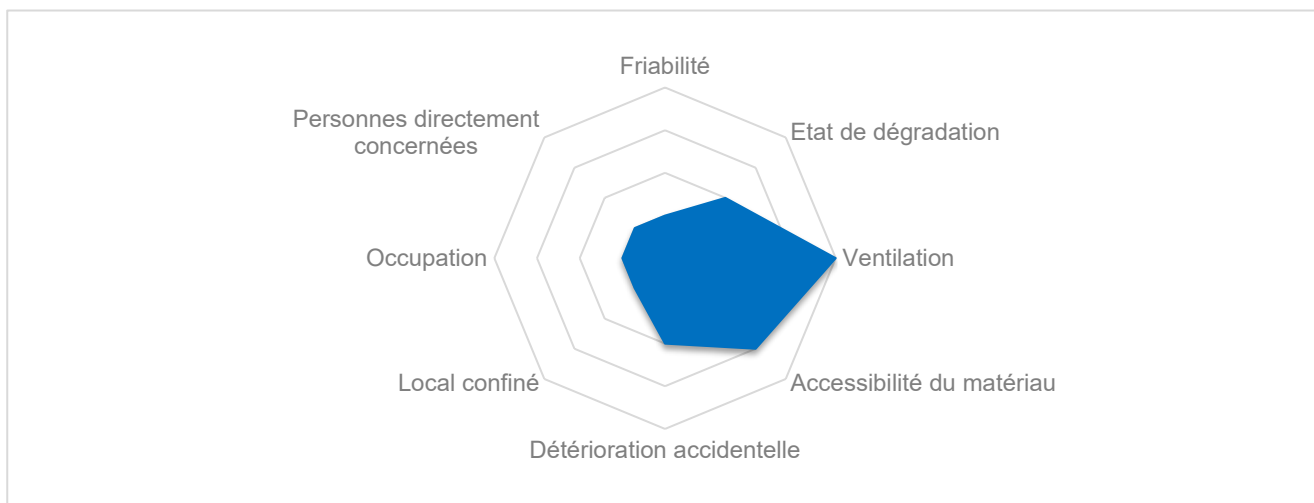 Friabilité
Personnes directement
concernées
Etat de dégradation
Occupation
Ventilation
Local confiné
Accessibilité du matériau
Détérioration accidentelle